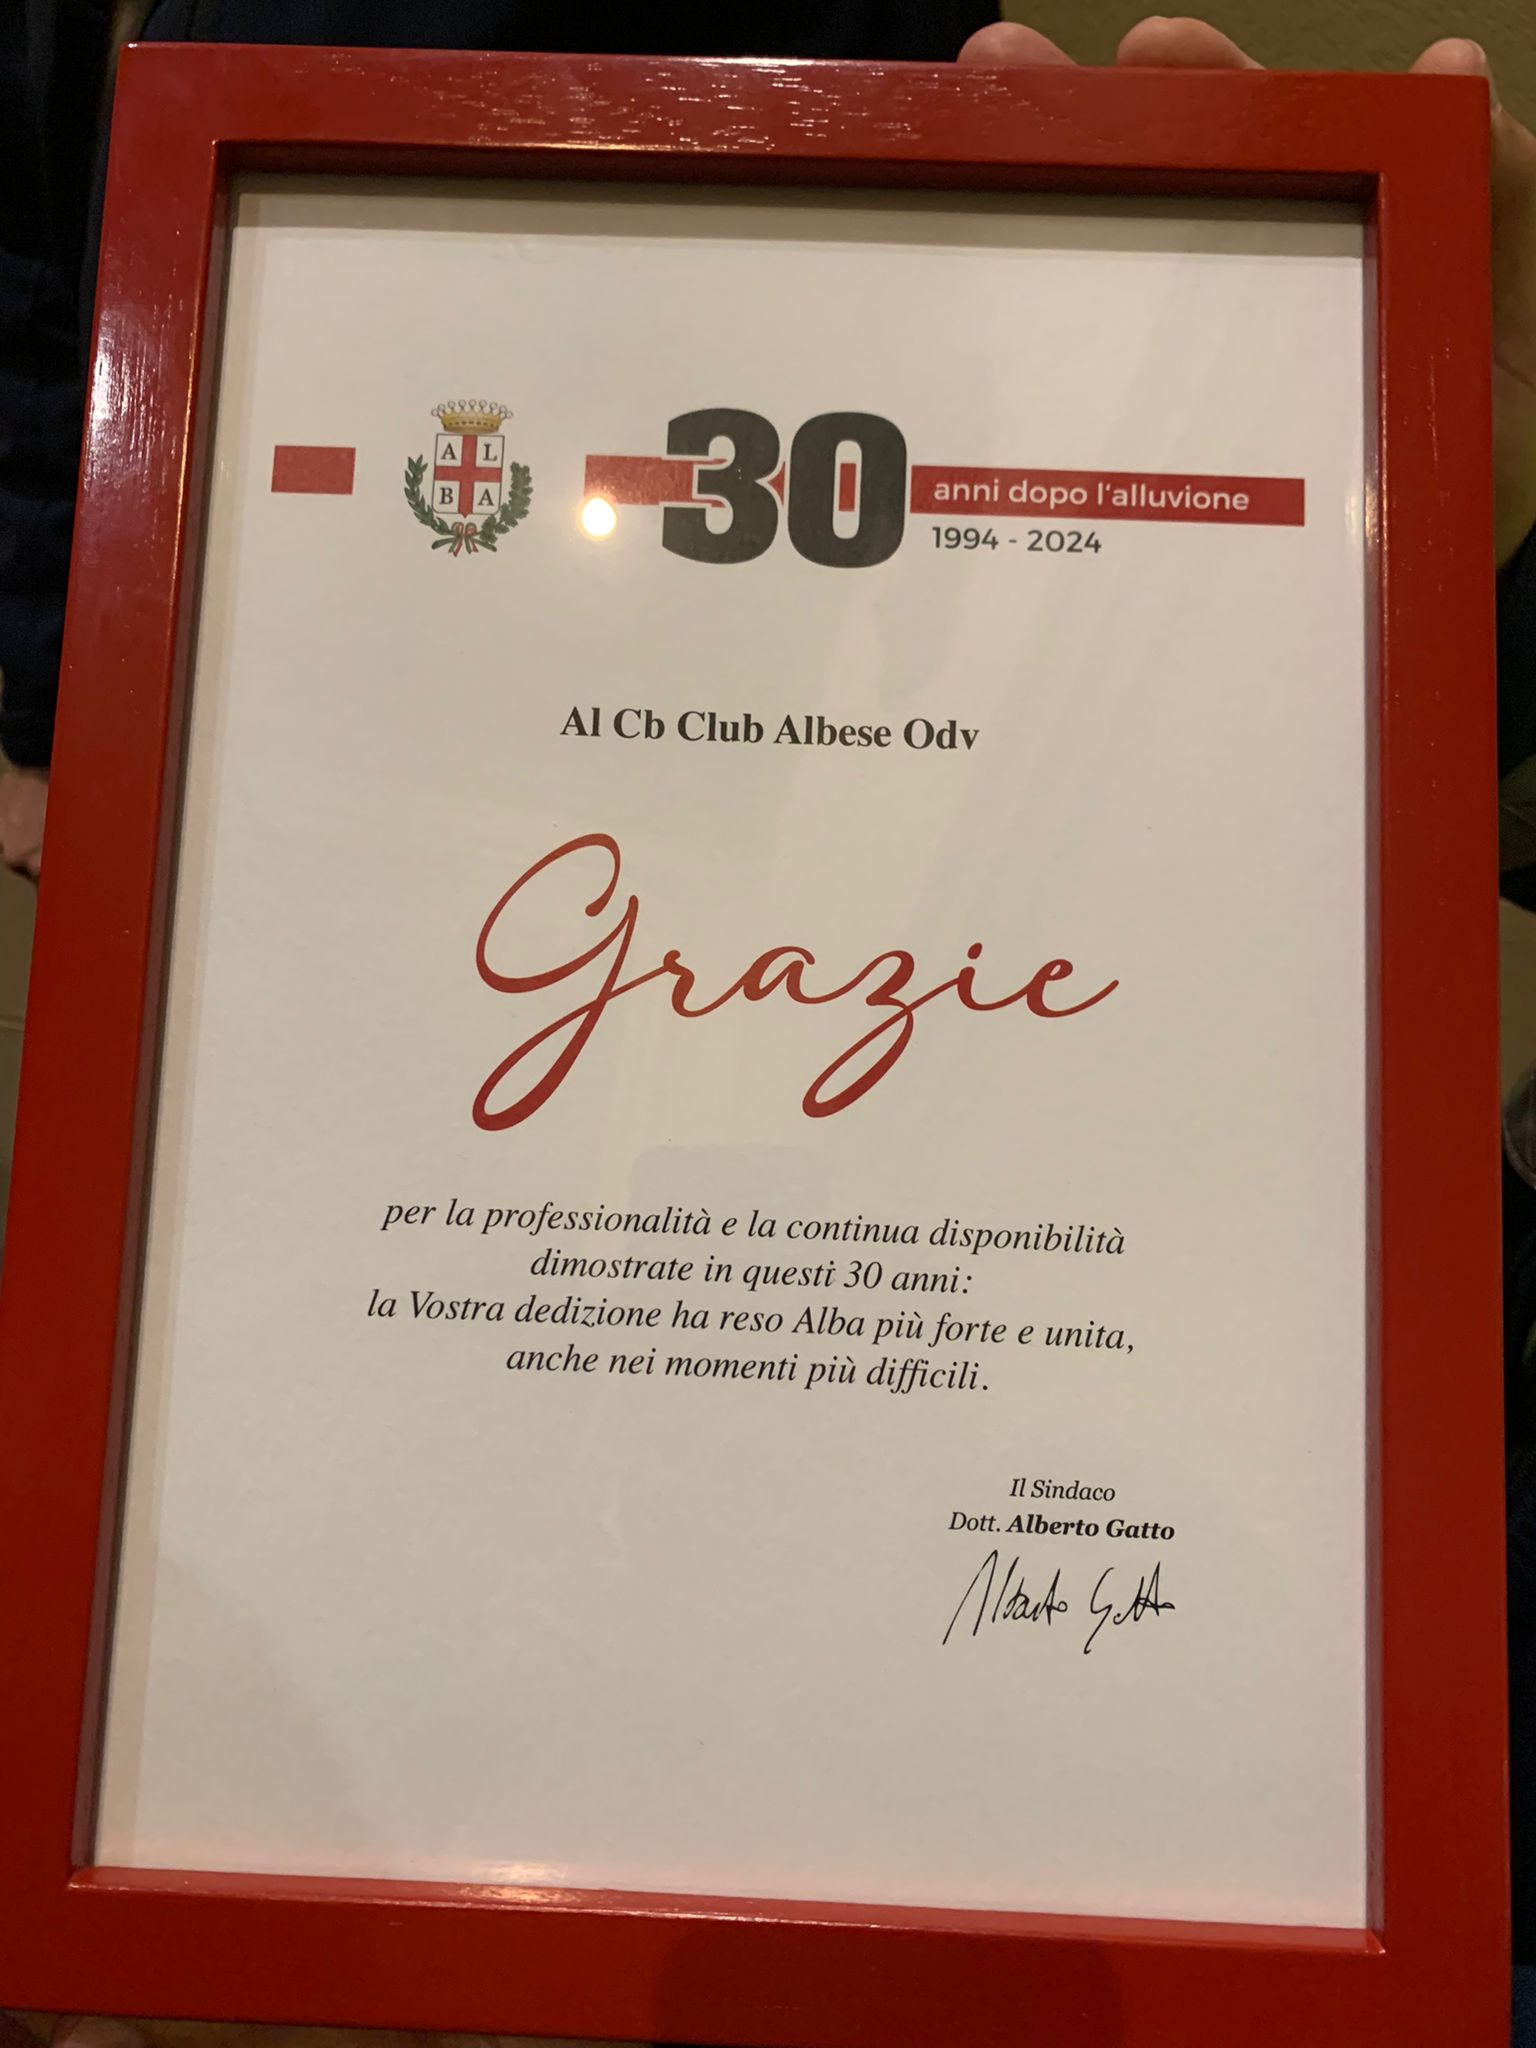 A L
B A
30 anni dopo l'alluvione
1994 - 2024
Al Cb Club Albese Odv
Grazie
per la professionalità e la continua disponibilità
dimostrate in questi 30 anni:
la Vostra dedizione ha reso Alba più forte e unita,
anche nei momenti più difficili.
Il Sindaco
Dott. Alberto Gatto
Alberto Gatto